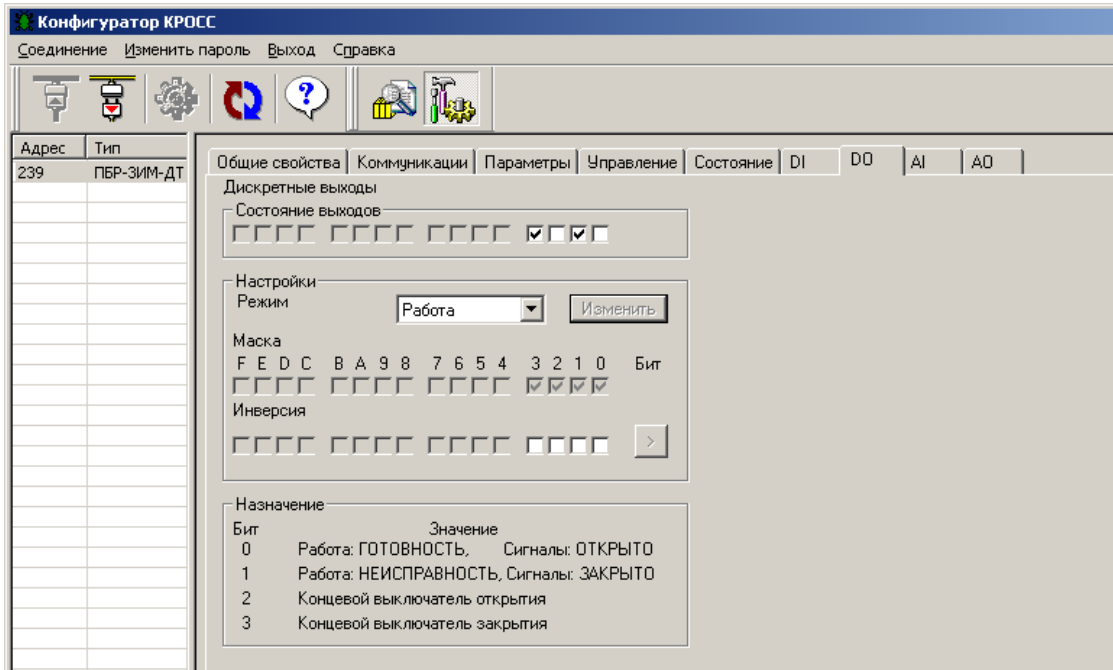 Конфигуратор КРОСС
Соединение Изменить пароль Выход Справка
Адрес Тип
239 ПБР-ЗИМ-ДТ
Общие свойства Коммуникации Параметры Управление Состояние DI DO AI AO
Дискретные выходы
Состояние выходов
Настройки
Режим Работа Изменить
Маска
F E D C B A 9 8 7 6 5 4 3 2 1 0 Бит
Инверсия
>
Назначение
Бит Значение
0 Работа: ГОТОВНОСТЬ, Сигналы: ОТКРЫТО
1 Работа: НЕИСПРАВНОСТЬ, Сигналы: ЗАКРЫТО
2 Концевой выключатель открытия
3 Концевой выключатель закрытия